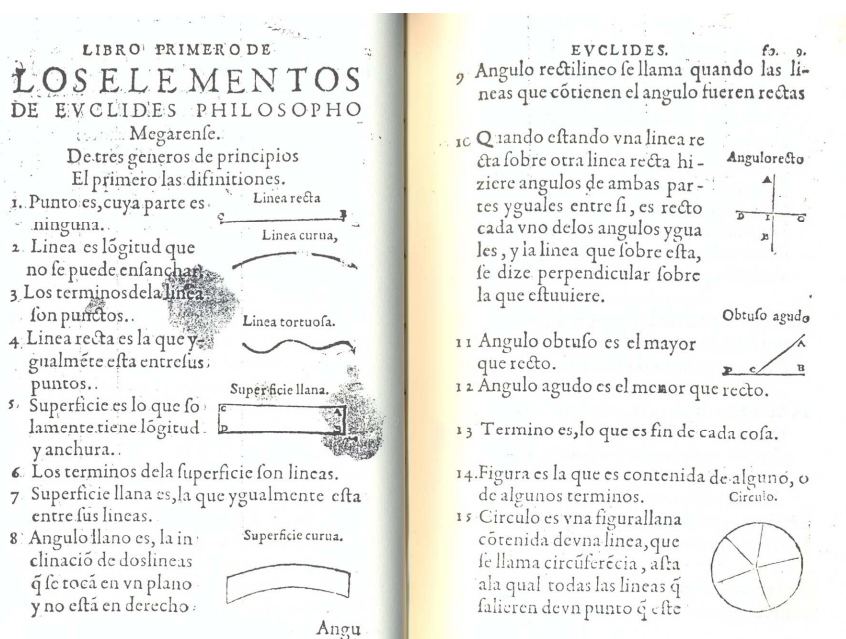 LIBRO PRIMERO DE
LOS ELEMENTOS
DE EVCLIDES PHILOSOPHO
Megarenſe.
De tres generos de principios
El primero las difinitiones.
1. Punto es, cuya parte es
ninguna.
Linea recta
2 Linea es lõgitud que
no ſe puede enſanchar,
Linea curua,
3 Los terminos dela linea
ſon punctos.
4 Linea recta es la que y-
gualmẽte eſta entre ſus
puntos.
Linea tortuoſa.
5 Superficie es lo que ſo
lamente tiene lõgitud
y anchura.
Superficie llana.
C A
D B
6 Los terminos dela ſuperficie ſon lineas.
7 Superficie llana es, la que ygualmente eſta
entre ſus lineas.
8 Angulo llano es, la in
clinació de dos lineas
q̃ ſe tocã en vn plano
y no eſtã en derecho
Superficie curua.
Angu
EVCLIDES. fo. 9.
9 Angulo rectilineo ſe llama quando las li-
neas que cõtienen el angulo fueren rectas
10 Quando eſtando vna linea re
cta ſobre otra linea recta hi-
ziere angulos de ambas par-
tes yguales entre ſi, es recto
cada vno delos angulos ygua
les, y la linea que ſobre eſta,
ſe dize perpendicular ſobre
la que eſtuuiere.
Angulo recto
A
D C
B
Obtuſo agudo
11 Angulo obtuſo es el mayor
que recto.
A
D C B
12 Angulo agudo es el menor que recto.
13 Termino es, lo que es fin de cada coſa.
14. Figura es la que es contenida de alguno, o
de algunos terminos.
Circulo.
15 Circulo es vna figura llana
cõtenida de vna linea, que
ſe llama circũferẽcia, aſta
ala qual todas las lineas q̃
ſalieren de vn punto q̃ eſte